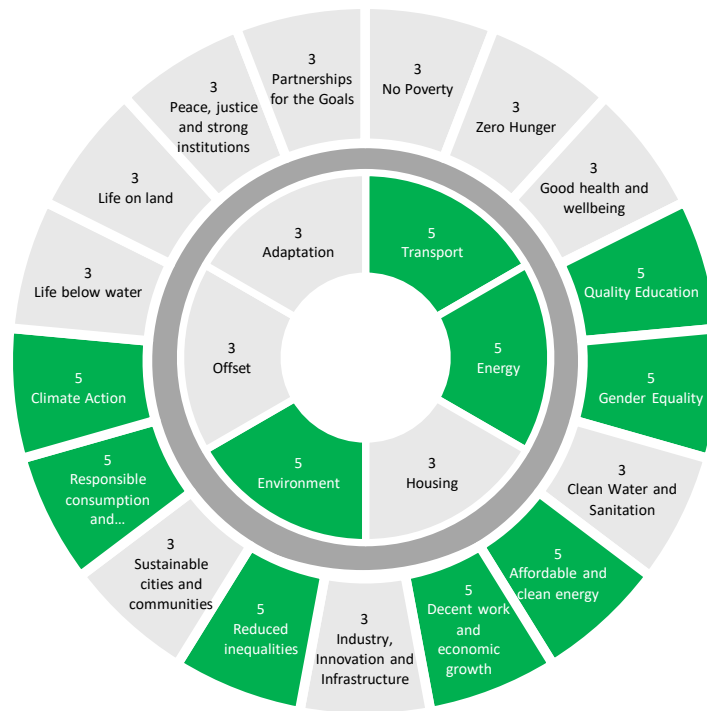 3
No Poverty
3
Zero Hunger
3
Good health and
wellbeing
5
Quality Education
5
Gender Equality
3
Clean Water and
Sanitation
5
Affordable and
clean energy
5
Decent work
and
economic
growth
3
Industry,
Innovation and
Infrastructure
5
Reduced
inequalities
3
Sustainable
cities and
communities
5
Responsible
consumption
and...
5
Climate Action
3
Life below water
3
Life on land
3
Peace, justice
and strong
institutions
3
Partnerships
for the Goals
5
Transport
5
Energy
3
Housing
5
Environment
3
Offset
3
Adaptation